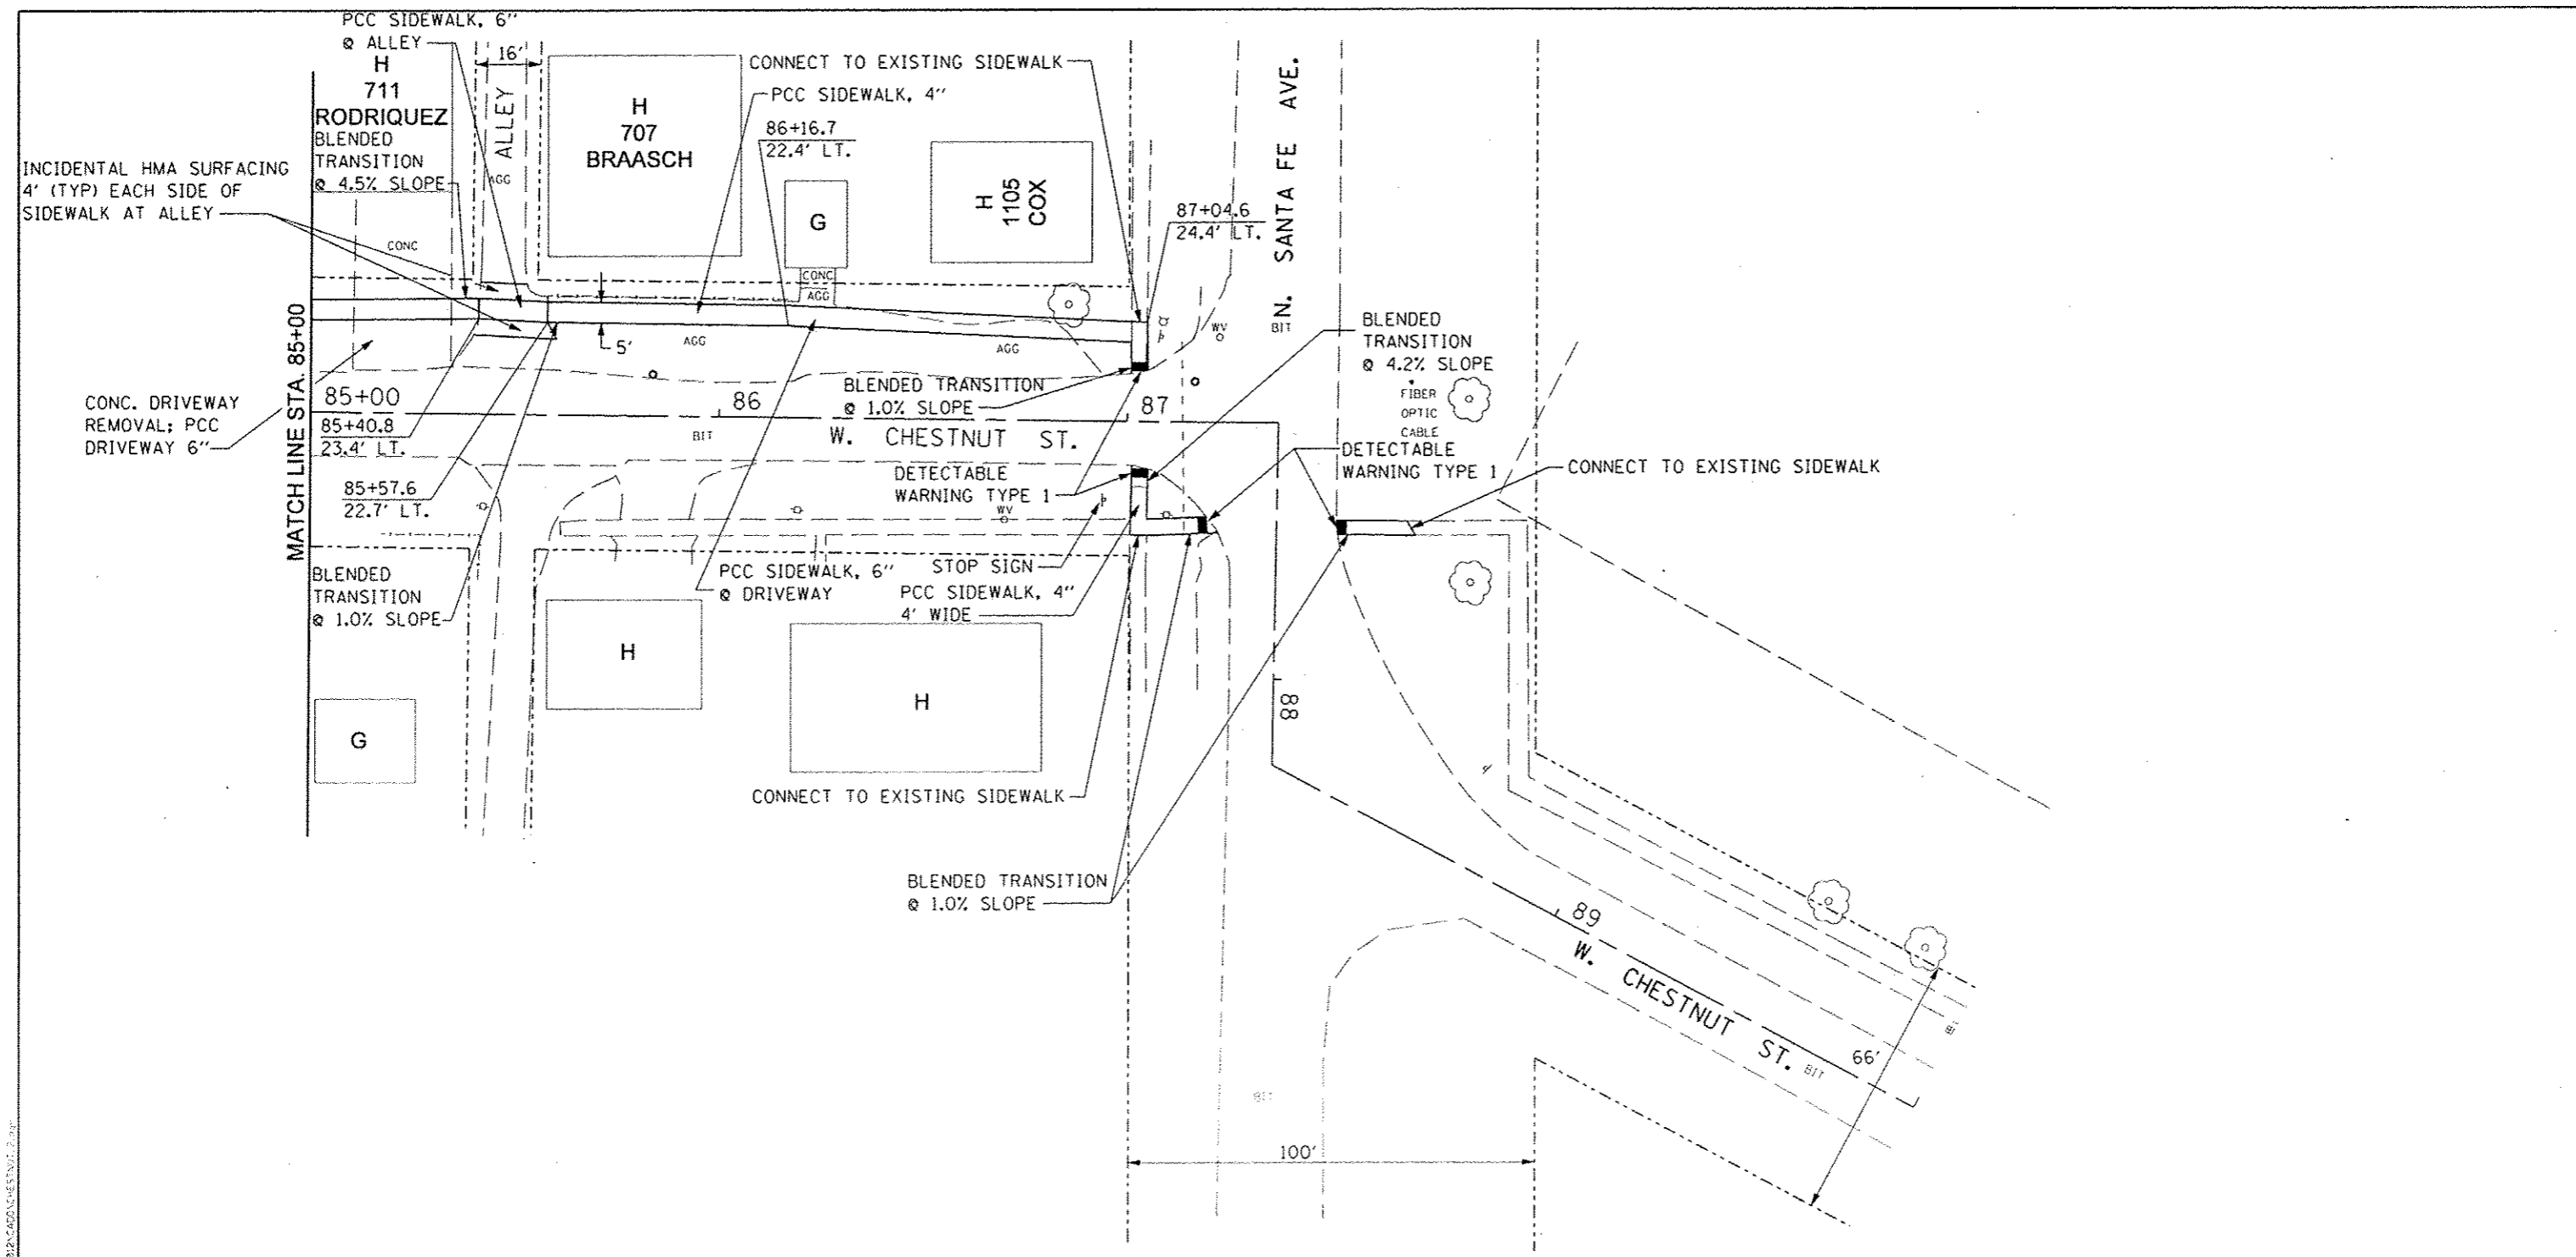 PCC SIDEWALK, 6"
@ ALLEY
H
711
RODRIQUEZ
BLENDED
TRANSITION
@ 4.5% SLOPE
16'
ALLEY
AGG
H
707
BRAASCH
CONNECT TO EXISTING SIDEWALK
PCC SIDEWALK, 4"
86+16.7
22.4' LT.
G
CONC
AGG
H
1105
COX
87+04.6
24.4' LT.
N. SANTA FE AVE.
BIT
INCIDENTAL HMA SURFACING
4' (TYP) EACH SIDE OF
SIDEWALK AT ALLEY
CONC
MATCH LINE STA. 85+00
5'
AGG
AGG
WV
BLENDED
TRANSITION
@ 4.2% SLOPE
FIBER
OPTIC
CABLE
CONC. DRIVEWAY
REMOVAL; PCC
DRIVEWAY 6"
85+00
86
87
BLENDED TRANSITION
@ 1.0% SLOPE
85+40.8
23.4' LT.
BIT
W. CHESTNUT ST.
DETECTABLE
WARNING TYPE 1
DETECTABLE
WARNING TYPE 1
CONNECT TO EXISTING SIDEWALK
85+57.6
22.7' LT.
WV
BLENDED
TRANSITION
@ 1.0% SLOPE
PCC SIDEWALK, 6"
@ DRIVEWAY
STOP SIGN
PCC SIDEWALK, 4"
4' WIDE
H
H
G
88
CONNECT TO EXISTING SIDEWALK
BLENDED TRANSITION
@ 1.0% SLOPE
89
W. CHESTNUT ST.
BIT
66'
BIT
BIT
100'